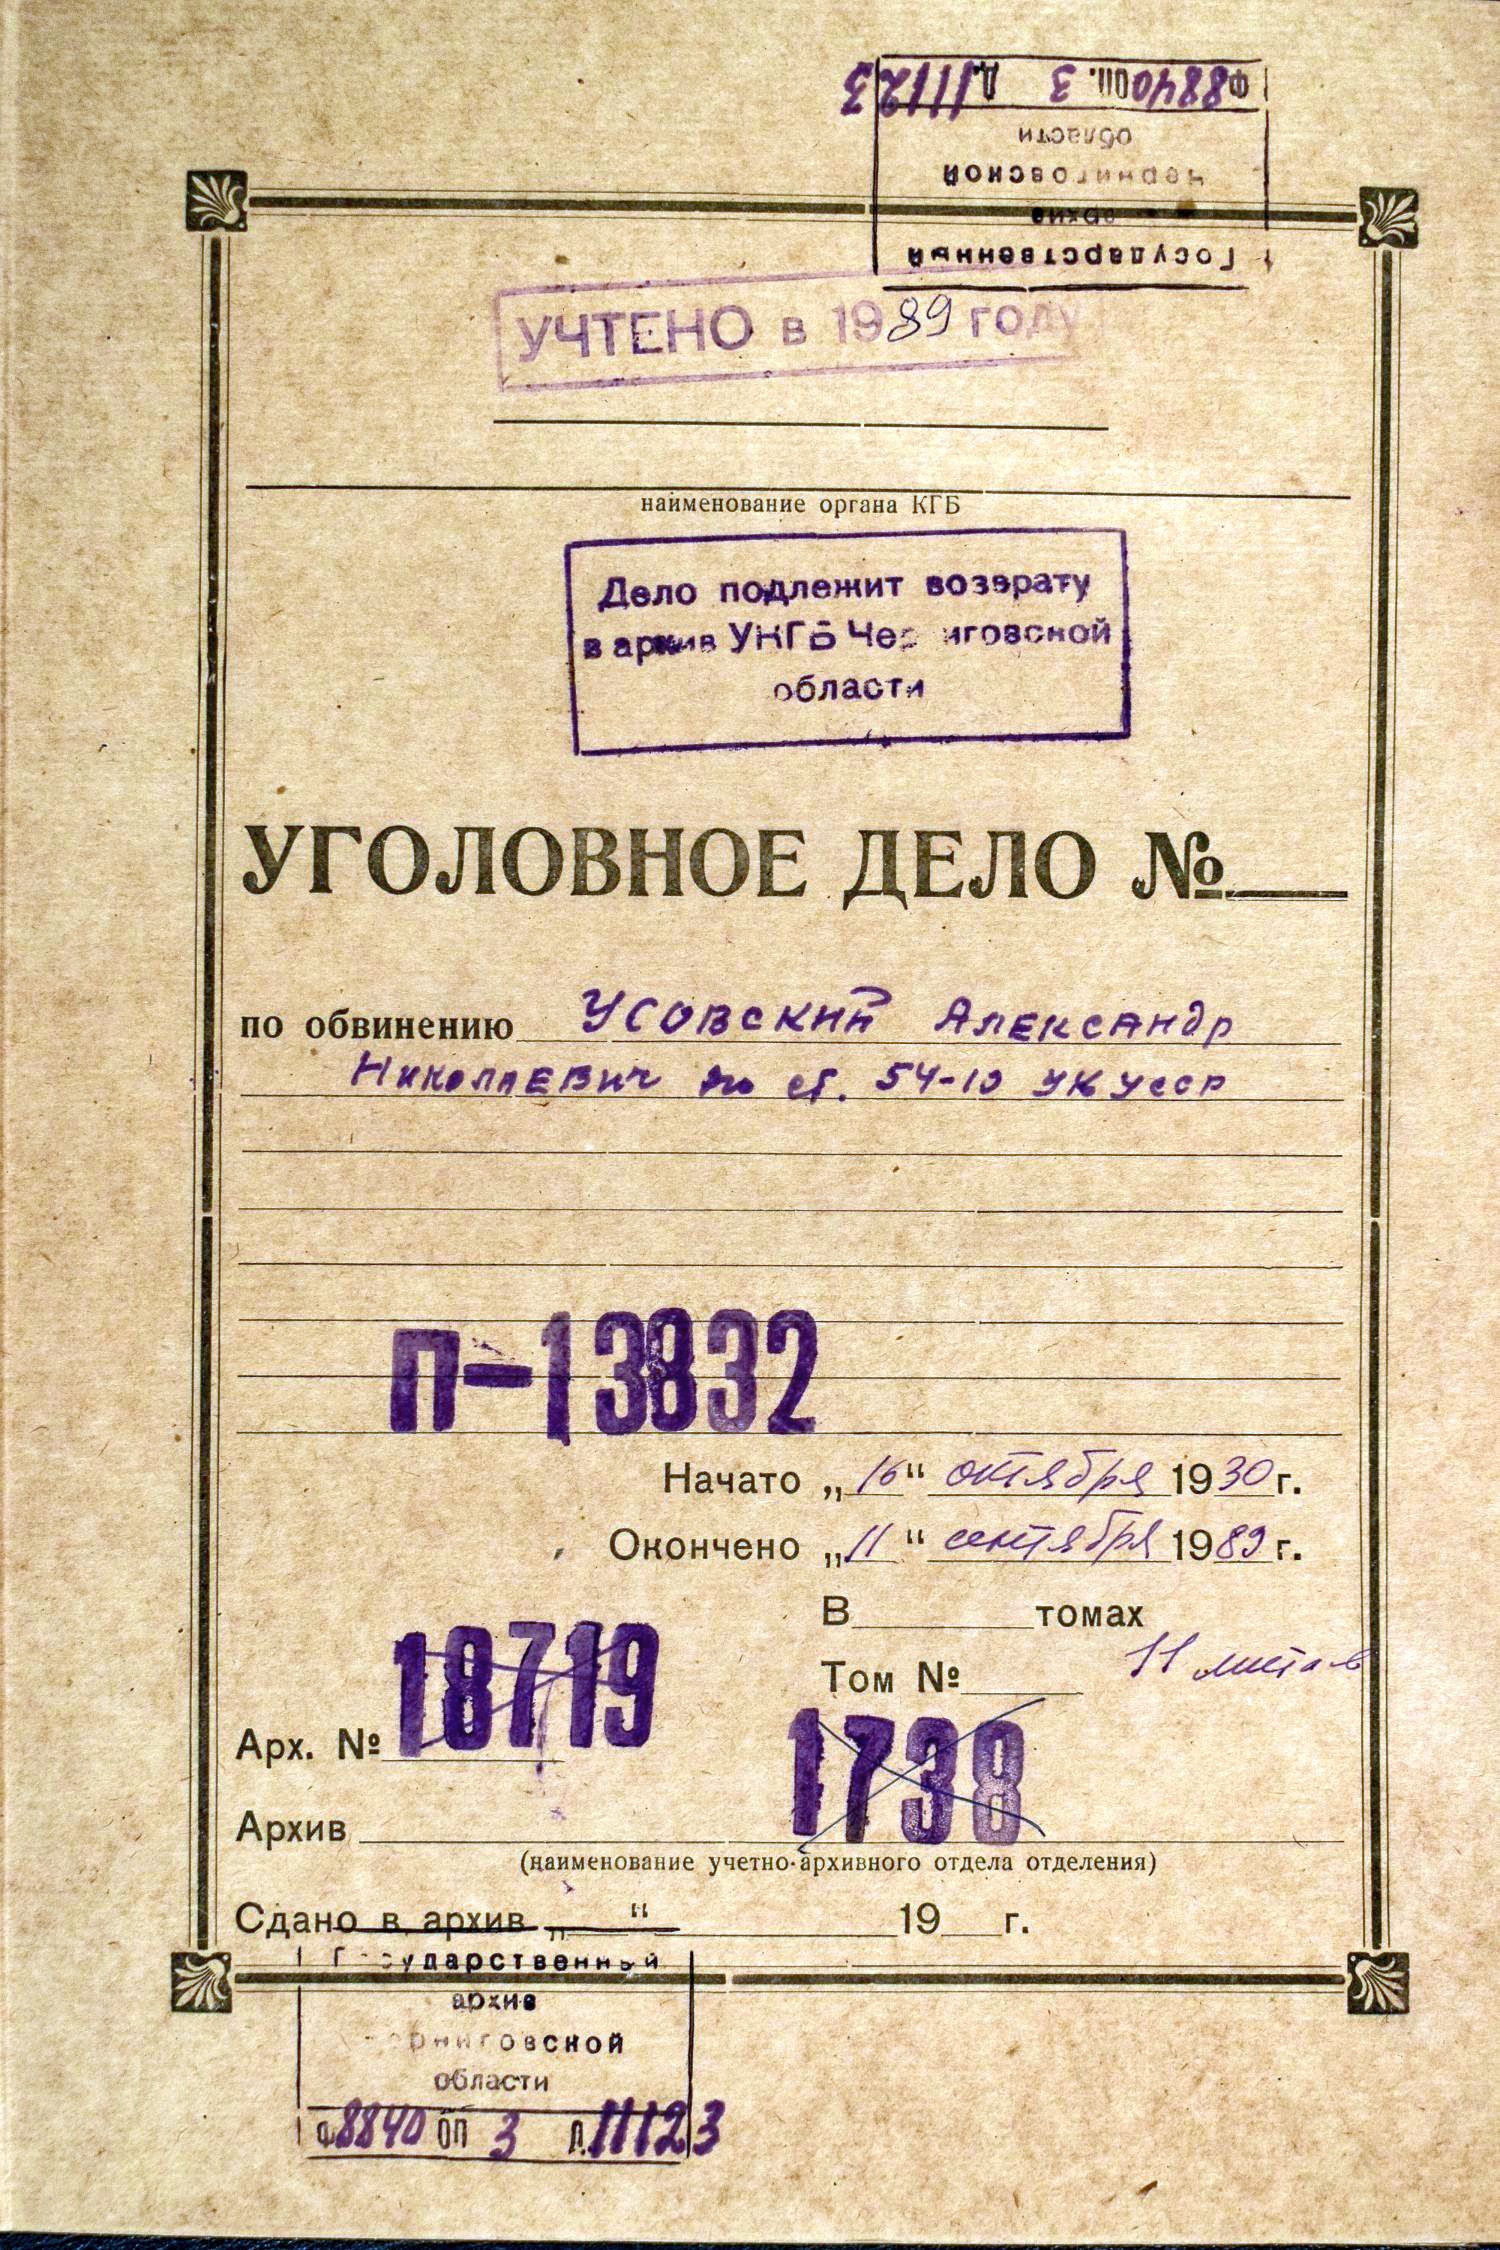 Ф8840 ОП. 3 Д. 11123
области
Черниговской
архив
Государственный
УЧТЕНО в 1989 году
наименование органа КГБ
Дело подлежит возврату
в архив УКГБ Черниговской
области
УГОЛОВНОЕ ДЕЛО №
по обвинению Усовский Александр
Николаевич по ст. 54-10 УК УССР
П-13832
Начато „16“ октября 1930 г.
Окончено „11“ сентября 1989 г.
В томах
Том № 11 листов
Арх. № 18719
1738
Архив
(наименование учетно-архивного отдела отделения)
Сдано в архив „ “ 19 г.
Государственный
архив
Черниговской
области
Ф8840 ОП 3 Д. 11123